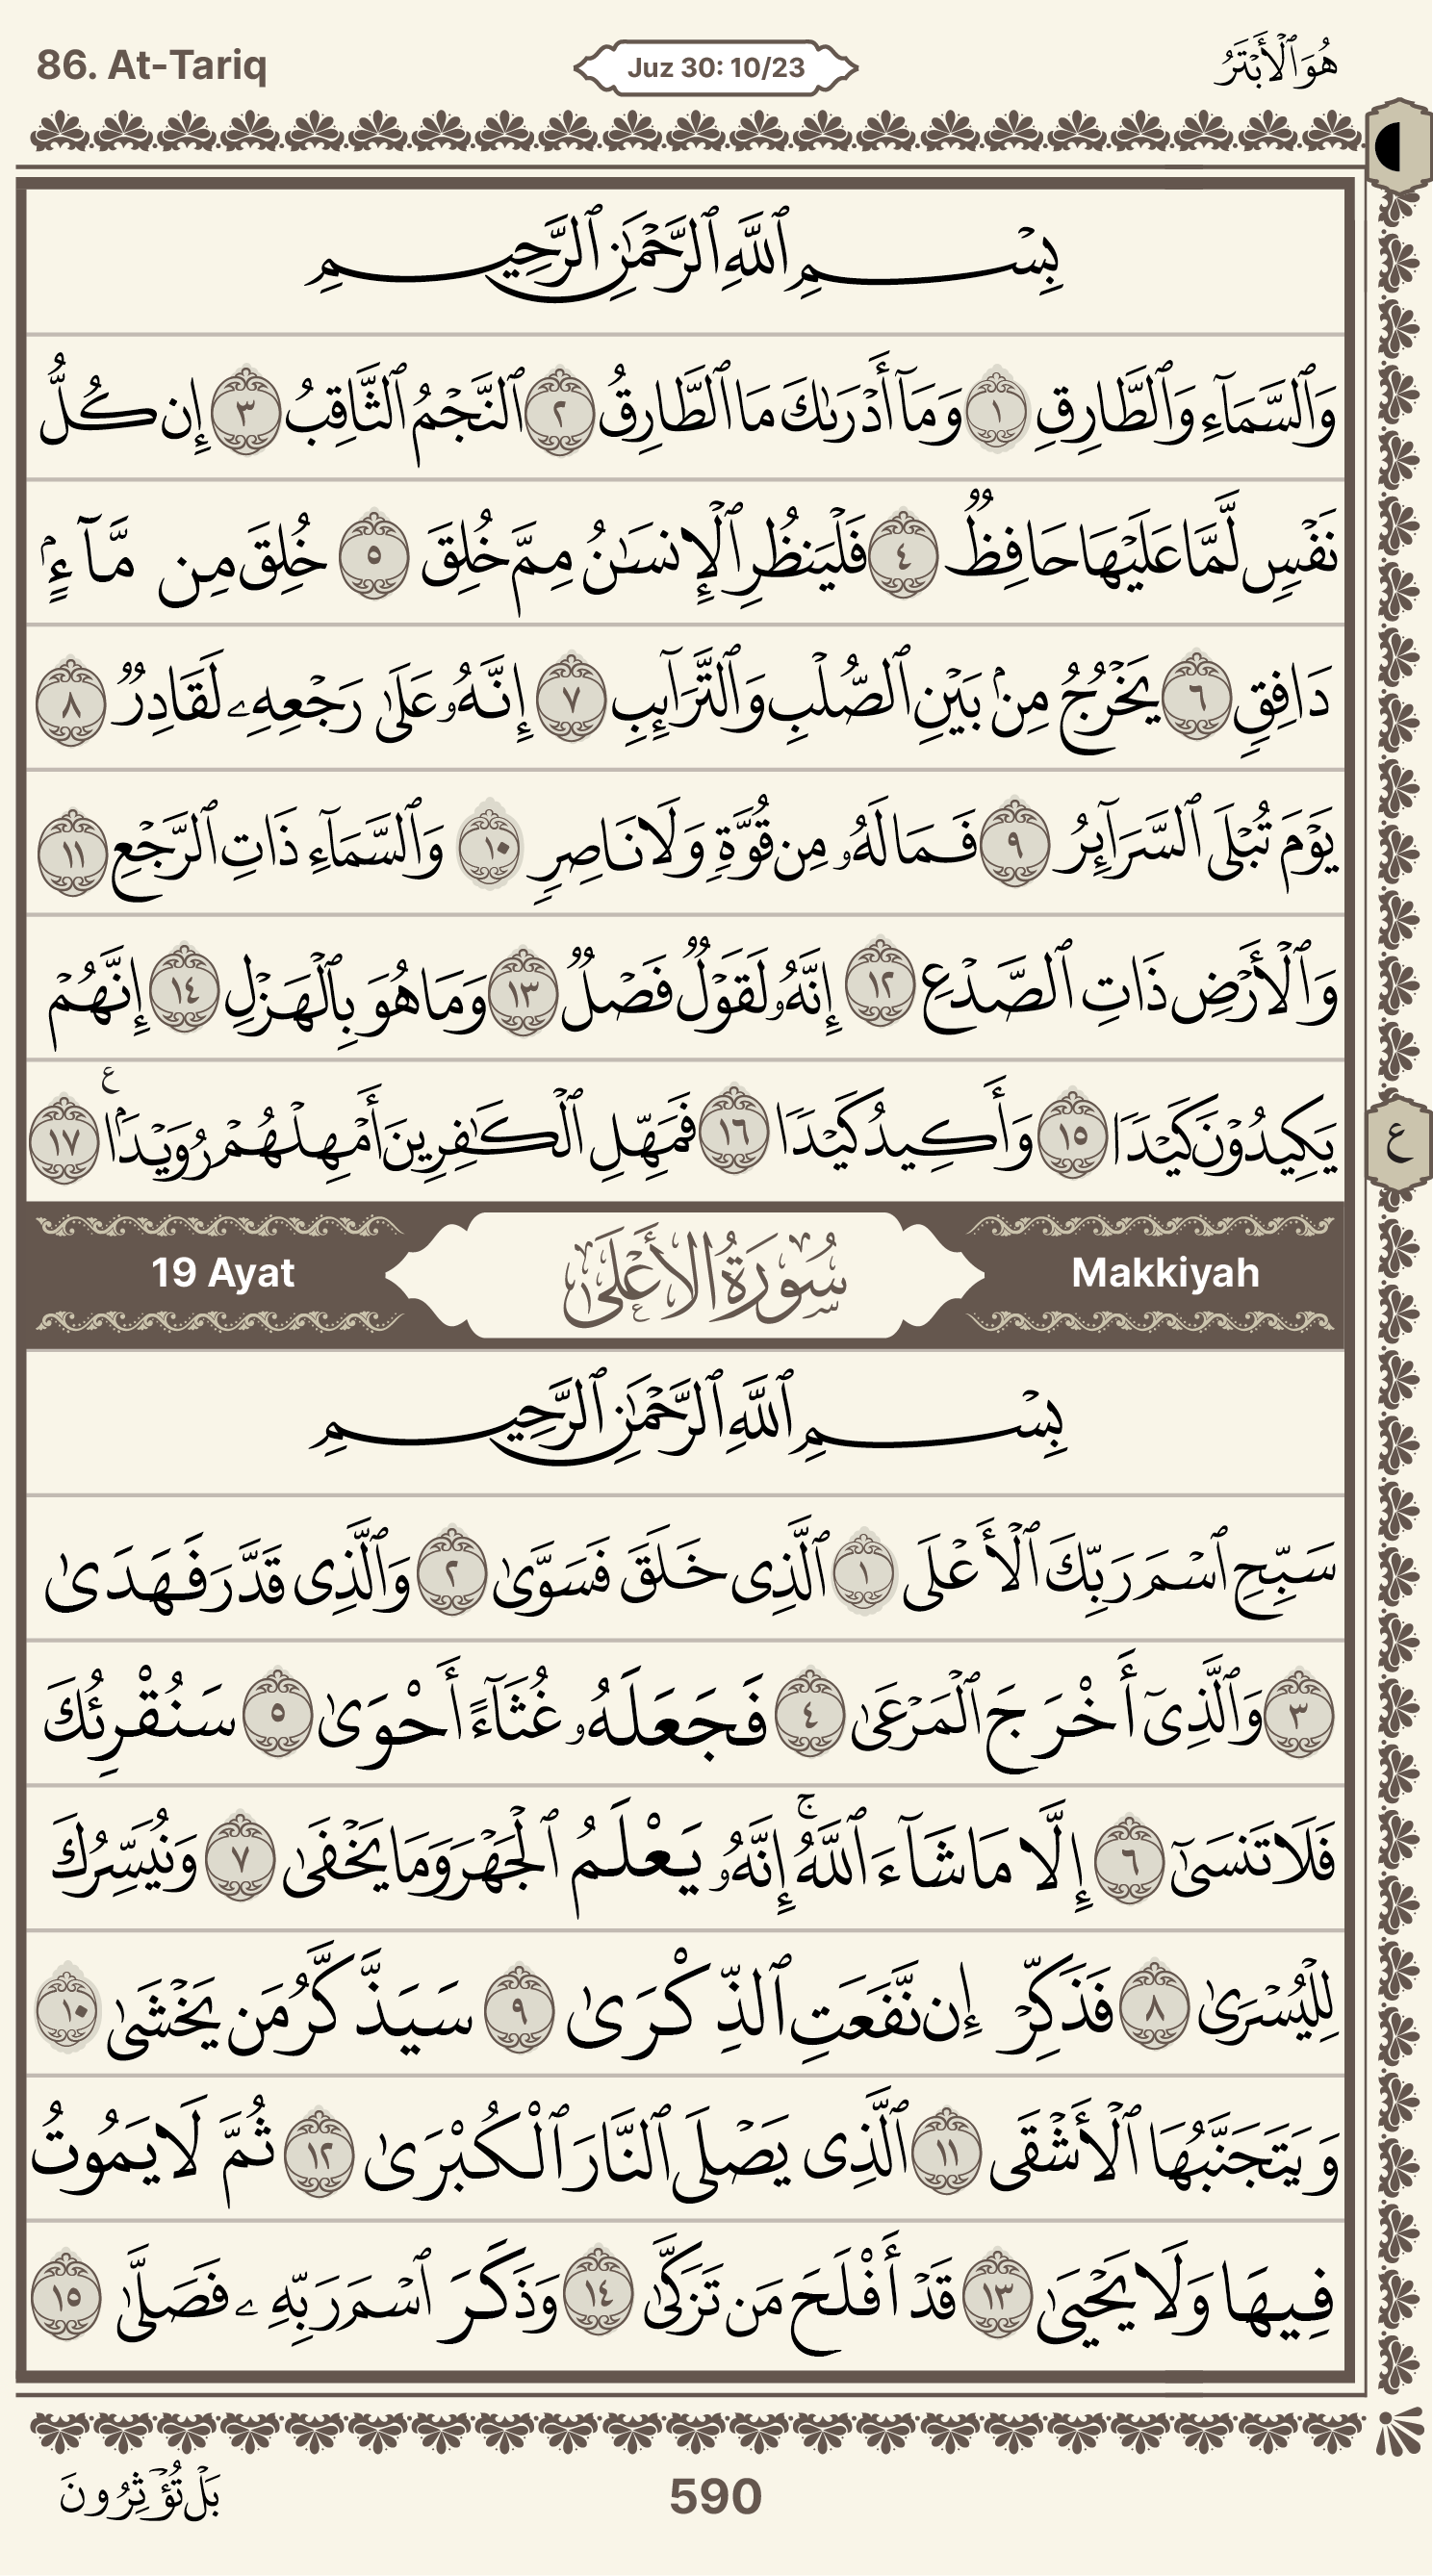 86. At-Tariq
Juz 30: 10/23
هُوَ ٱلْأَبْتَرُ
بِسْمِ ٱللَّهِ ٱلرَّحْمَٰنِ ٱلرَّحِيمِ
وَٱلسَّمَآءِ وَٱلطَّارِقِ ١ وَمَآ أَدْرَىٰكَ مَا ٱلطَّارِقُ ٢ ٱلنَّجْمُ ٱلثَّاقِبُ ٣ إِن كُلُّ
نَفْسٍ لَّمَّا عَلَيْهَا حَافِظٌ ٤ فَلْيَنظُرِ ٱلْإِنسَٰنُ مِمَّ خُلِقَ ٥ خُلِقَ مِن مَّآءٍ
دَافِقٍ ٦ يَخْرُجُ مِنۢ بَيْنِ ٱلصُّلْبِ وَٱلتَّرَآئِبِ ٧ إِنَّهُۥ عَلَىٰ رَجْعِهِۦ لَقَادِرٌ ٨
يَوْمَ تُبْلَى ٱلسَّرَآئِرُ ٩ فَمَا لَهُۥ مِن قُوَّةٍ وَلَا نَاصِرٍ ١٠ وَٱلسَّمَآءِ ذَاتِ ٱلرَّجْعِ ١١
وَٱلْأَرْضِ ذَاتِ ٱلصَّدْعِ ١٢ إِنَّهُۥ لَقَوْلٌ فَصْلٌ ١٣ وَمَا هُوَ بِٱلْهَزْلِ ١٤ إِنَّهُمْ
يَكِيدُونَ كَيْدًا ١٥ وَأَكِيدُ كَيْدًا ١٦ فَمَهِّلِ ٱلْكَٰفِرِينَ أَمْهِلْهُمْ رُوَيْدًۢا ١٧ ع
ع
Makkiyah
سُورَةُ الأَعْلَىٰ
19 Ayat
بِسْمِ ٱللَّهِ ٱلرَّحْمَٰنِ ٱلرَّحِيمِ
سَبِّحِ ٱسْمَ رَبِّكَ ٱلْأَعْلَى ١ ٱلَّذِى خَلَقَ فَسَوَّىٰ ٢ وَٱلَّذِى قَدَّرَ فَهَدَىٰ
٣ وَٱلَّذِىٓ أَخْرَجَ ٱلْمَرْعَىٰ ٤ فَجَعَلَهُۥ غُثَآءً أَحْوَىٰ ٥ سَنُقْرِئُكَ
فَلَا تَنسَىٰٓ ٦ إِلَّا مَا شَآءَ ٱللَّهُ ۚ إِنَّهُۥ يَعْلَمُ ٱلْجَهْرَ وَمَا يَخْفَىٰ ٧ وَنُيَسِّرُكَ
لِلْيُسْرَىٰ ٨ فَذَكِّرْ إِن نَّفَعَتِ ٱلذِّكْرَىٰ ٩ سَيَذَّكَّرُ مَن يَخْشَىٰ ١٠
وَيَتَجَنَّبُهَا ٱلْأَشْقَى ١١ ٱلَّذِى يَصْلَى ٱلنَّارَ ٱلْكُبْرَىٰ ١٢ ثُمَّ لَا يَمُوتُ
فِيهَا وَلَا يَحْيَىٰ ١٣ قَدْ أَفْلَحَ مَن تَزَكَّىٰ ١٤ وَذَكَرَ ٱسْمَ رَبِّهِۦ فَصَلَّىٰ ١٥
590
بَلْ تُؤْثِرُونَ